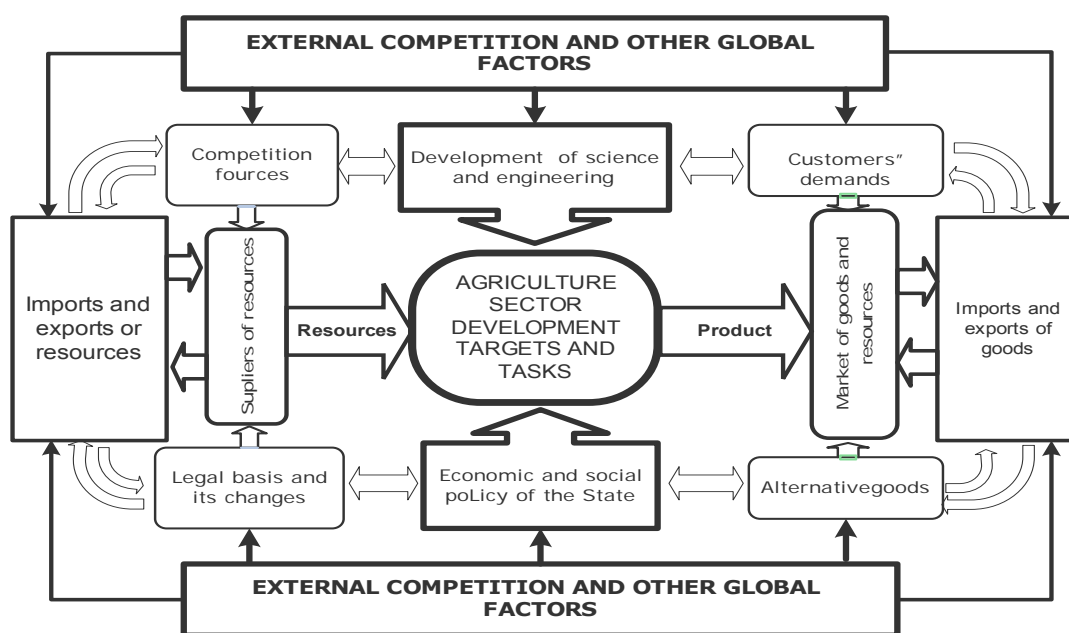 EXTERNAL COMPETITION AND OTHER GLOBAL
FACTORS
Competition
fources
Development of science
and engineering
Customers”
demands
Imports and
exports or
resources
Supliers of resources
Resources
AGRICULTURE
SECTOR
DEVELOPMENT
TARGETS AND
TASKS
Product
Market of goods and
resources
Imports and
exports of
goods
Legal basis and
its changes
Economic and social
poLicy of the State
Alternativegoods
EXTERNAL COMPETITION AND OTHER GLOBAL
FACTORS